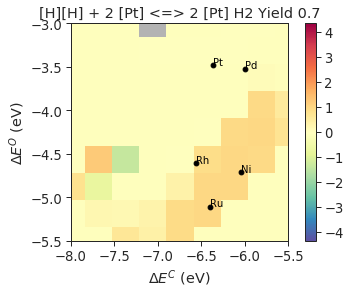 [H][H] + 2 [Pt] <=> 2 [Pt] H2 Yield 0.7
−3.0
−3.5
−4.0
−4.5
−5.0
−5.5
ΔE^O (eV)
Pt
Pd
Rh
Ni
Ru
−8.0 −7.5 −7.0 −6.5 −6.0 −5.5
ΔE^C (eV)
4
3
2
1
0
−1
−2
−3
−4